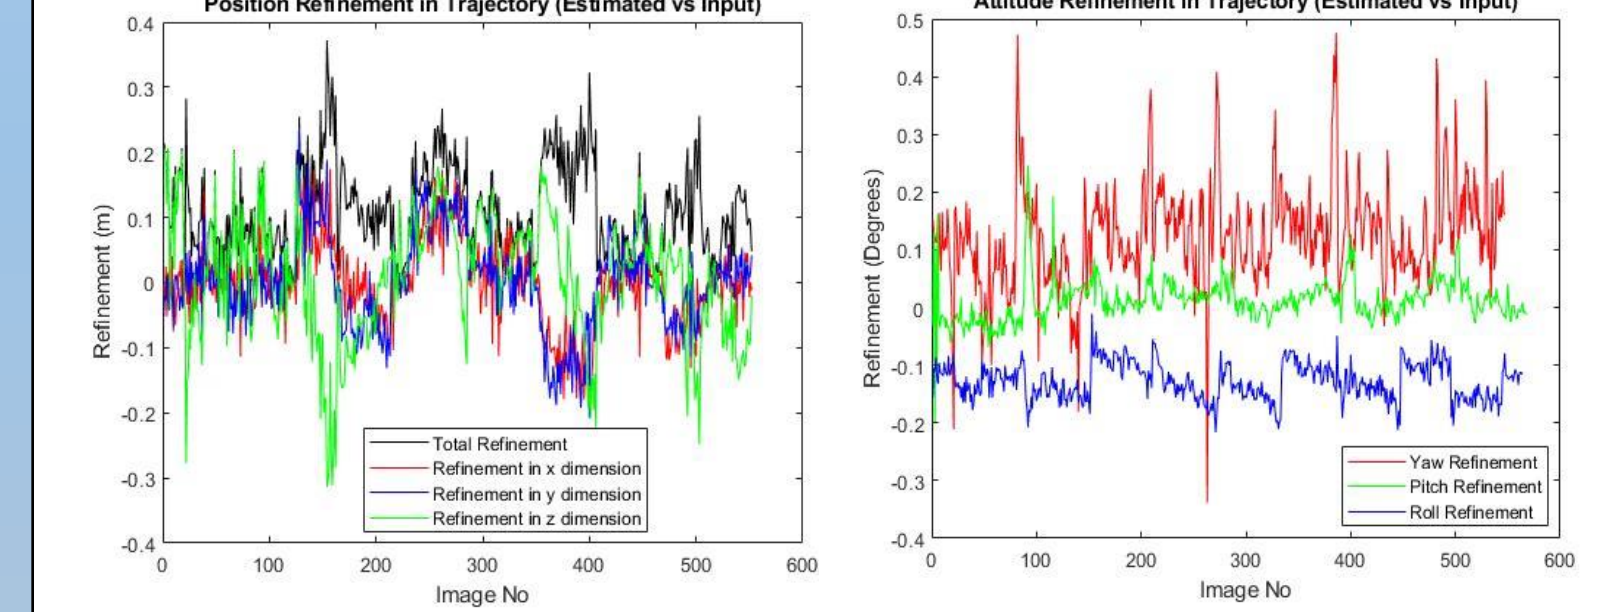 Position Refinement in Trajectory (Estimated vs Input)
0.4
0.3
0.2
0.1
0
-0.1
-0.2
-0.3
-0.4
Refinement (m)
Total Refinement
Refinement in x dimension
Refinement in y dimension
Refinement in z dimension
0 100 200 300 400 500 600
Image No
Attitude Refinement in Trajectory (Estimated vs Input)
0.5
0.4
0.3
0.2
0.1
0
-0.1
-0.2
-0.3
-0.4
Refinement (Degrees)
Yaw Refinement
Pitch Refinement
Roll Refinement
0 100 200 300 400 500 600
Image No